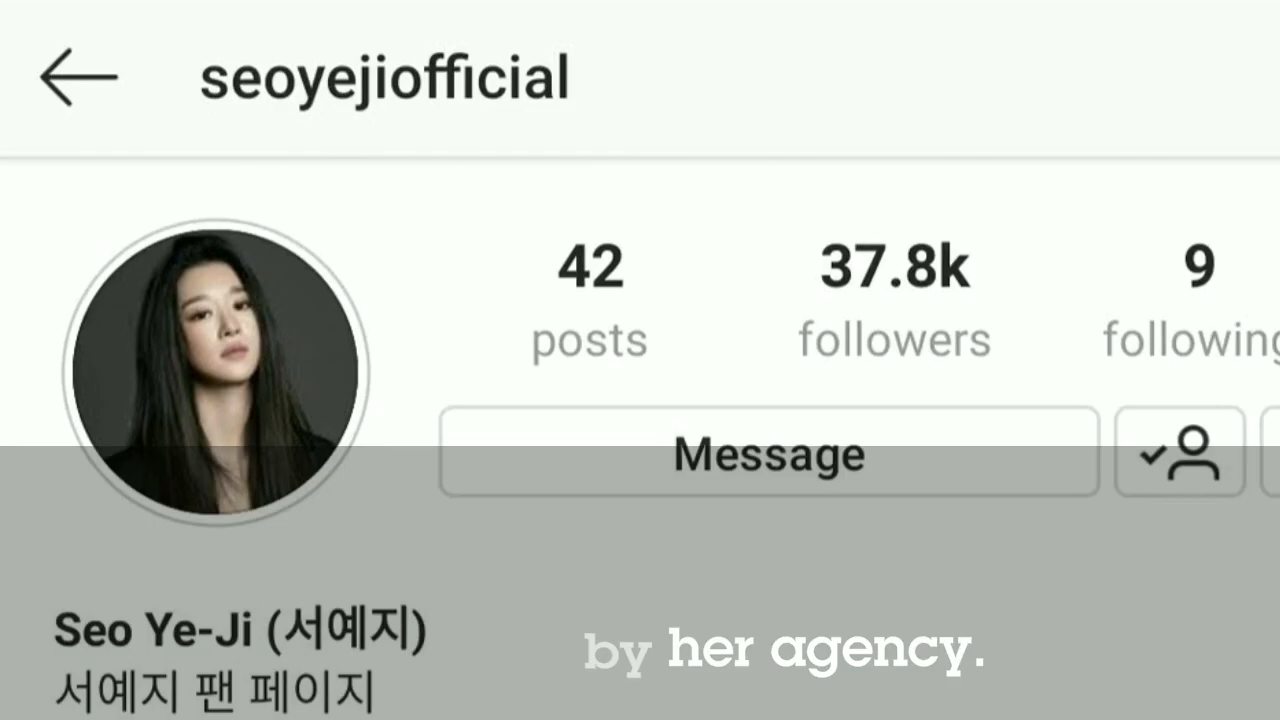 seoyejiofficial
42 37.8k 9
posts followers following
Message
Seo Ye-Ji (서예지)
서예지 팬 페이지
by her agency.